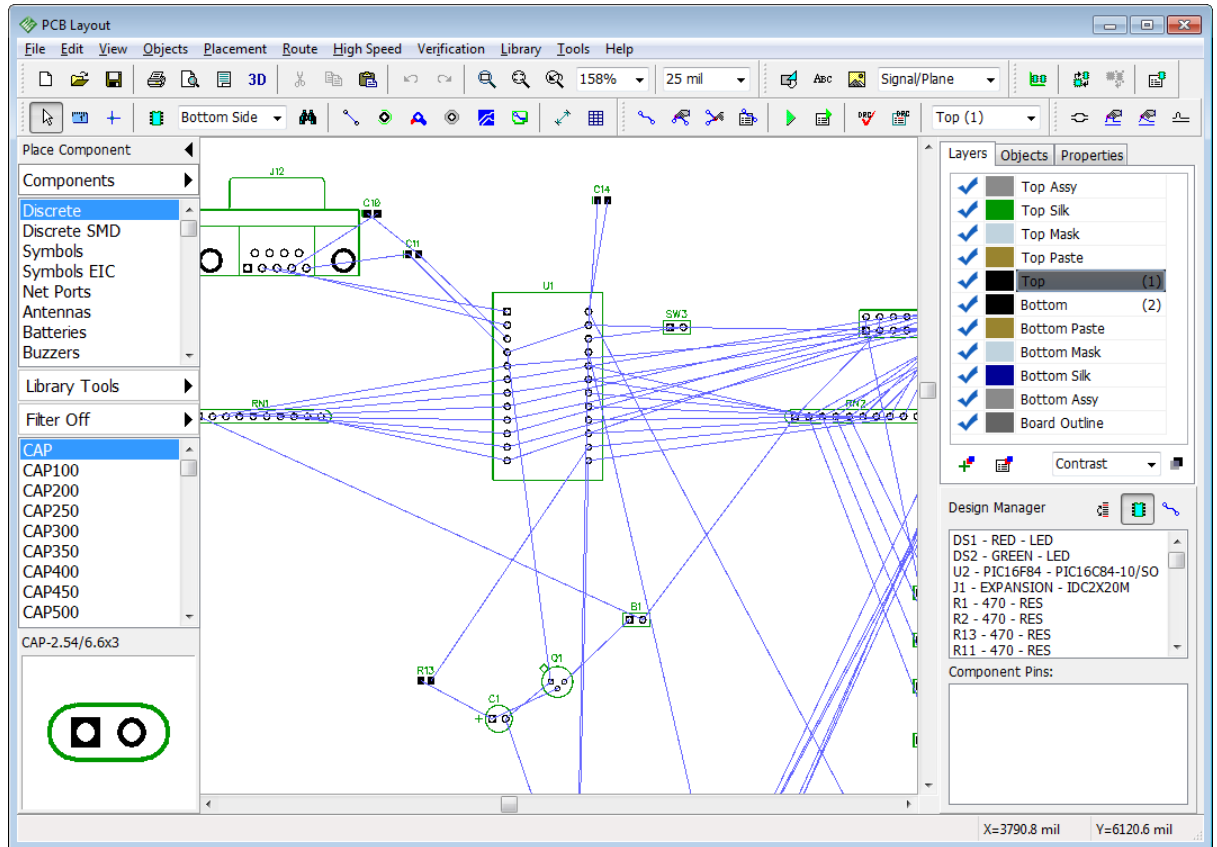 PCB Layout
File Edit View Objects Placement Route High Speed Verification Library Tools Help
3D 158% 25 mil ABC Signal/Plane
Bottom Side DRC DRC Top (1)
Place Component
Components
Discrete
Discrete SMD
Symbols
Symbols EIC
Net Ports
Antennas
Batteries
Buzzers
Library Tools
Filter Off
CAP
CAP100
CAP200
CAP250
CAP300
CAP350
CAP400
CAP450
CAP500
CAP-2.54/6.6x3
J12
C10
C14
C11
U1
SW3
RN1
RN2
B1
Q1
R13
C1
+
Layers Objects Properties
Top Assy
Top Silk
Top Mask
Top Paste
Top (1)
Bottom (2)
Bottom Paste
Bottom Mask
Bottom Silk
Bottom Assy
Board Outline
Contrast
Design Manager
DS1 - RED - LED
DS2 - GREEN - LED
U2 - PIC16F84 - PIC16C84-10/SO
J1 - EXPANSION - IDC2X20M
R1 - 470 - RES
R2 - 470 - RES
R13 - 470 - RES
R11 - 470 - RES
Component Pins:
X=3790.8 mil Y=6120.6 mil